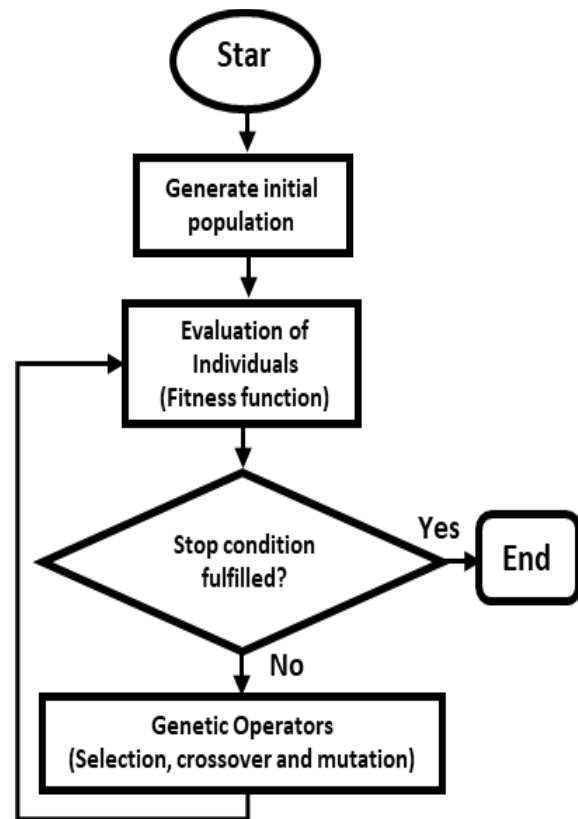 Star
Generate initial
population
Evaluation of
Individuals
(Fitness function)
Stop condition
fulfilled?
Yes
End
No
Genetic Operators
(Selection, crossover and mutation)